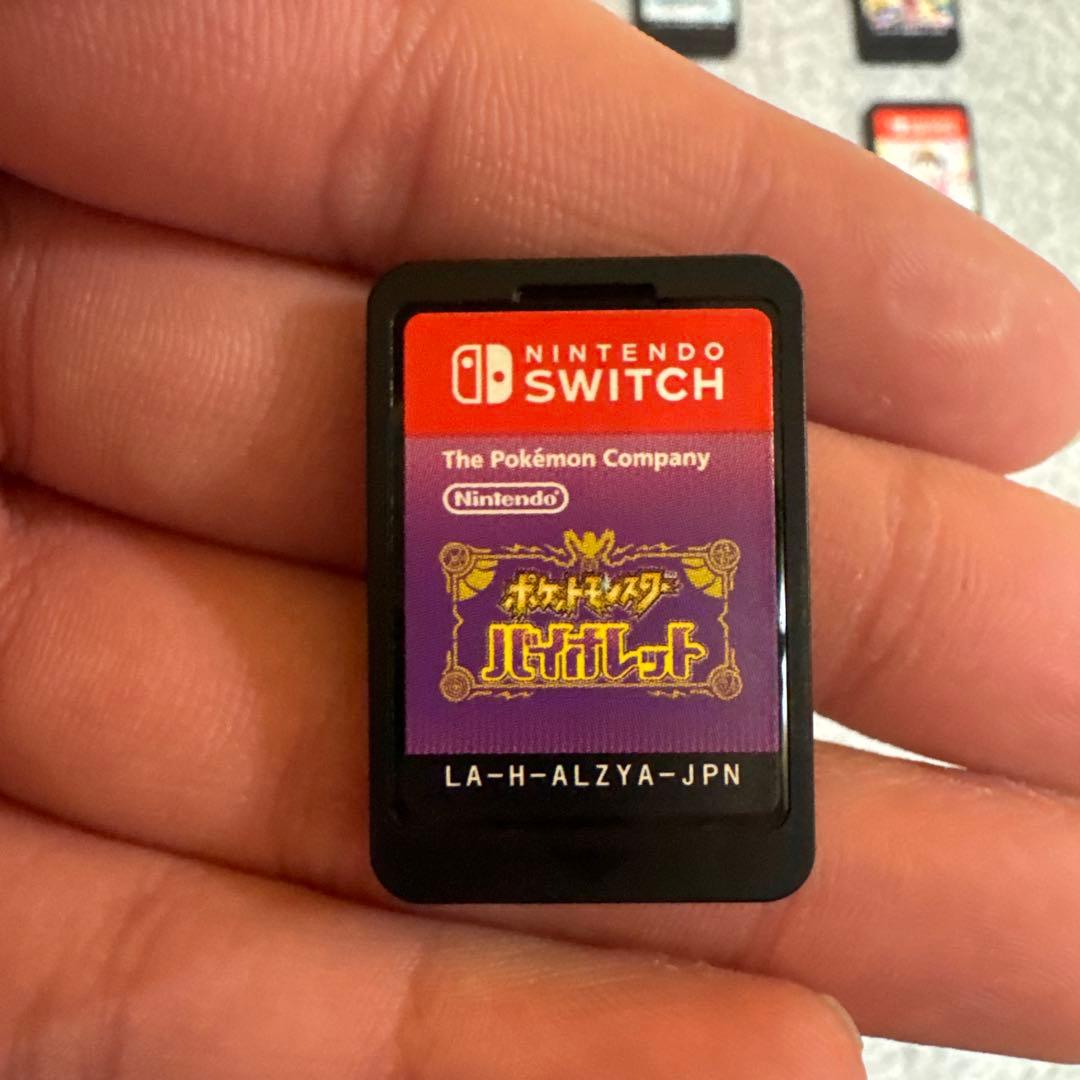 NINTENDO
SWITCH
The Pokémon Company
Nintendo®
ポケットモンスター
バイオレット
LA-H-ALZYA-JPN